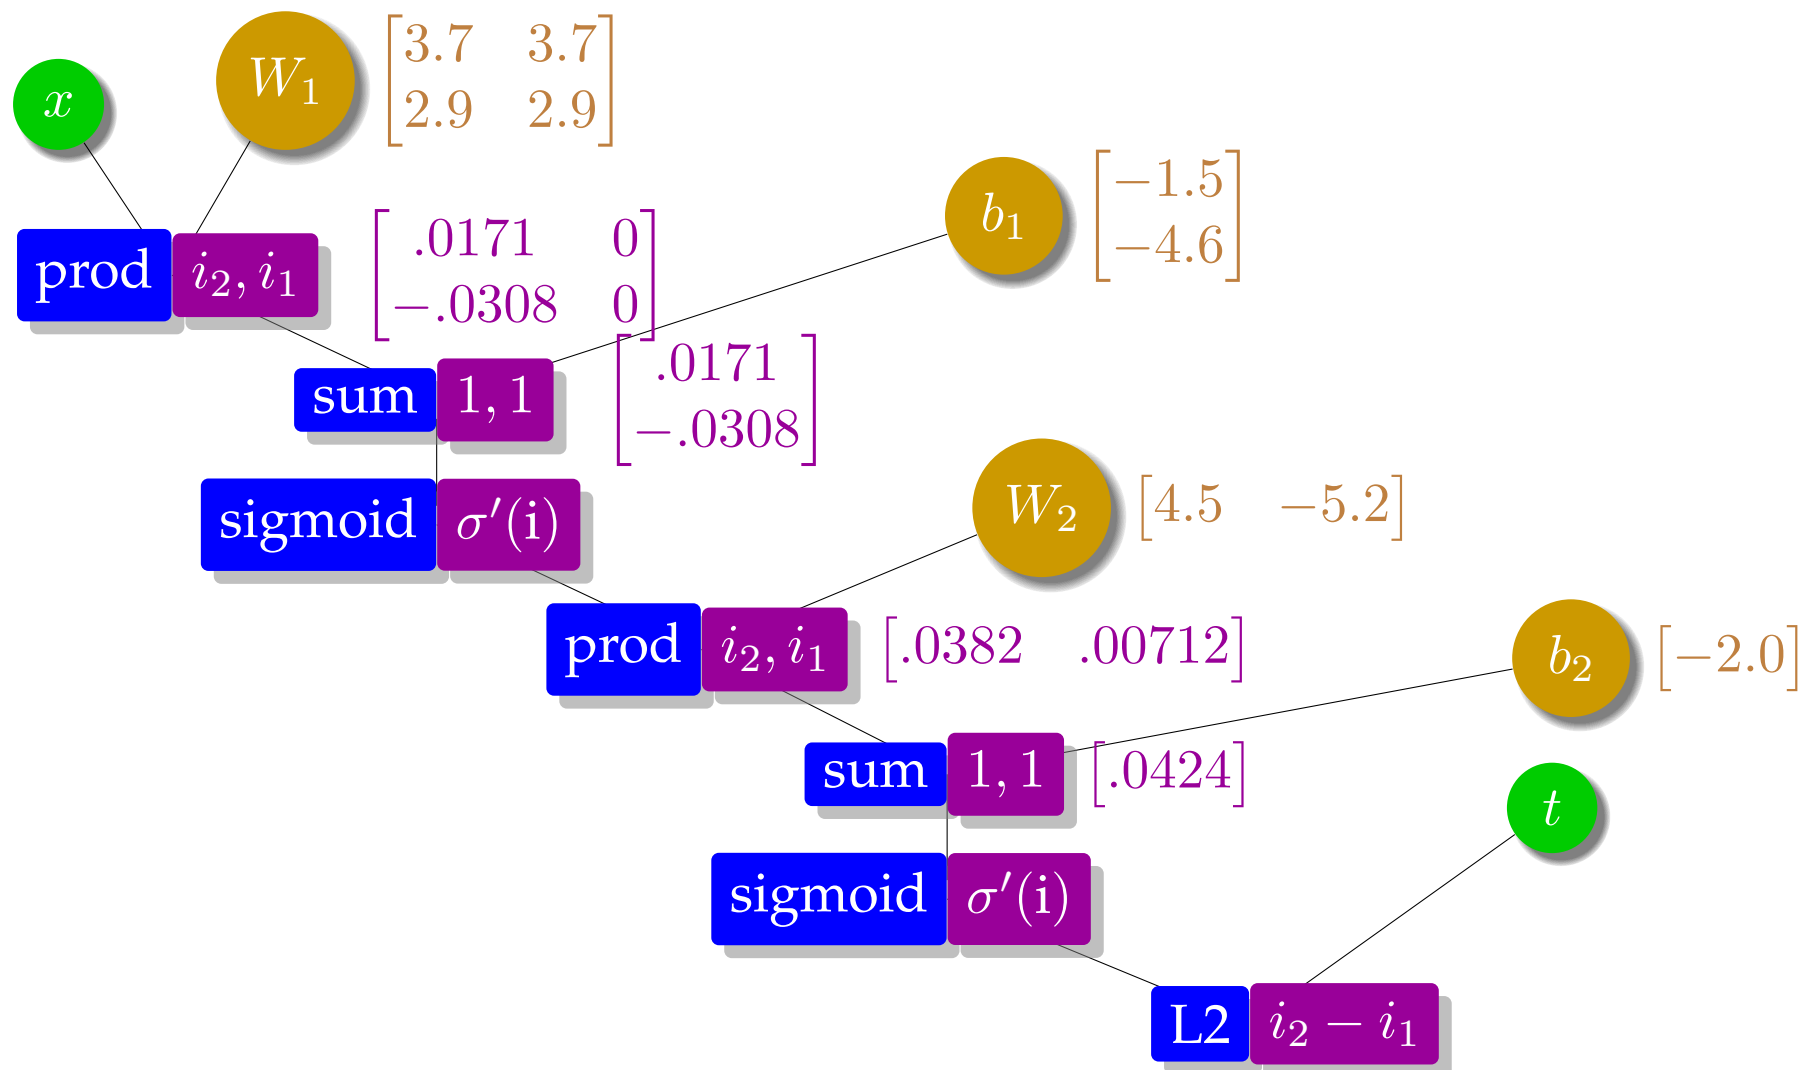 x W₁ [3.7 3.7
2.9 2.9]
prod i₂, i₁ [.0171 0
−.0308 0]
b₁ [−1.5
−4.6]
sum 1, 1 [.0171
−.0308]
sigmoid σ′(i)
W₂ [4.5 −5.2]
prod i₂, i₁ [.0382 .00712]
b₂ [−2.0]
sum 1, 1 [.0424]
t
sigmoid σ′(i)
L2 i₂ − i₁